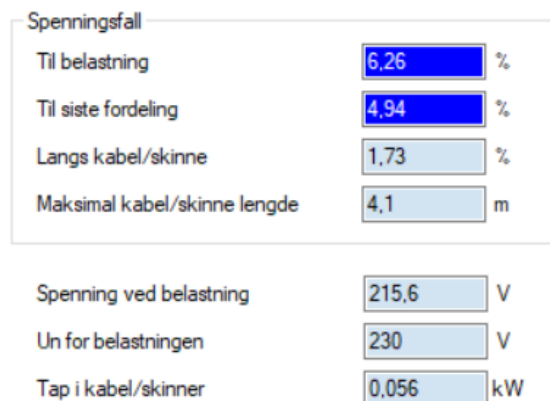 Spenningsfall
Til belastning 6,26 %
Til siste fordeling 4,94 %
Langs kabel/skinne 1,73 %
Maksimal kabel/skinne lengde 4,1 m
Spenning ved belastning 215,6 V
Un for belastningen 230 V
Tap i kabel/skinner 0,056 kW